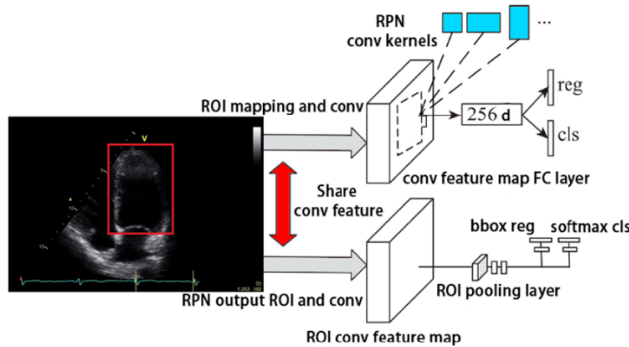 RPN
conv kernels
...
ROI mapping and conv
reg
256 d
cls
V
conv feature map FC layer
Share
conv feature
bbox reg
softmax cls
RPN output ROI and conv
ROI pooling layer
ROI conv feature map